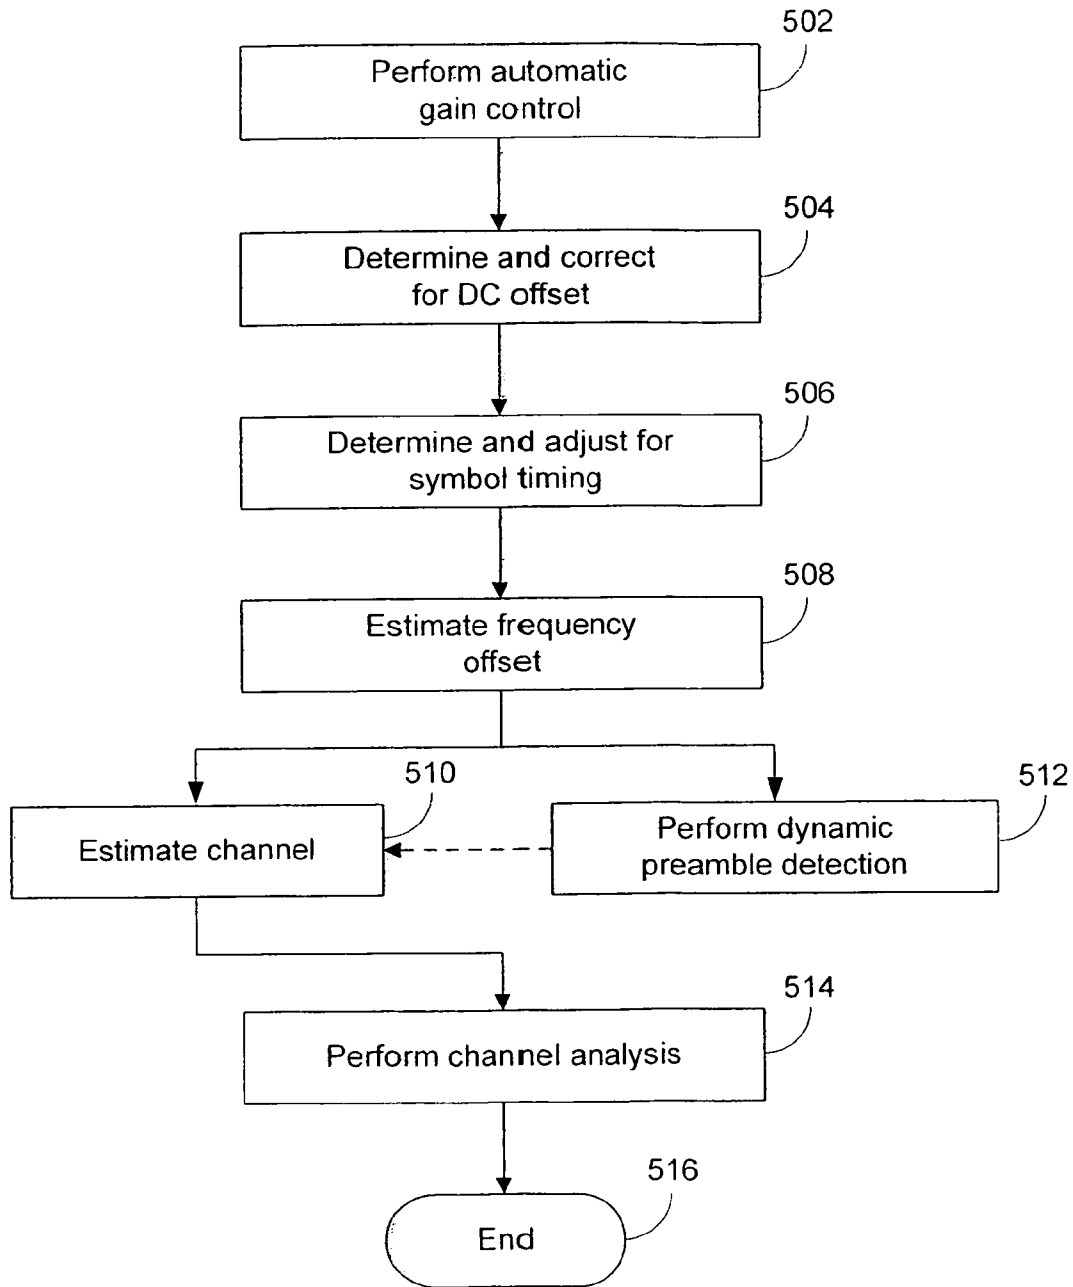 502
Perform automatic
gain control
504
Determine and correct
for DC offset
506
Determine and adjust for
symbol timing
508
Estimate frequency
offset
510
Estimate channel
512
Perform dynamic
preamble detection
514
Perform channel analysis
516
End